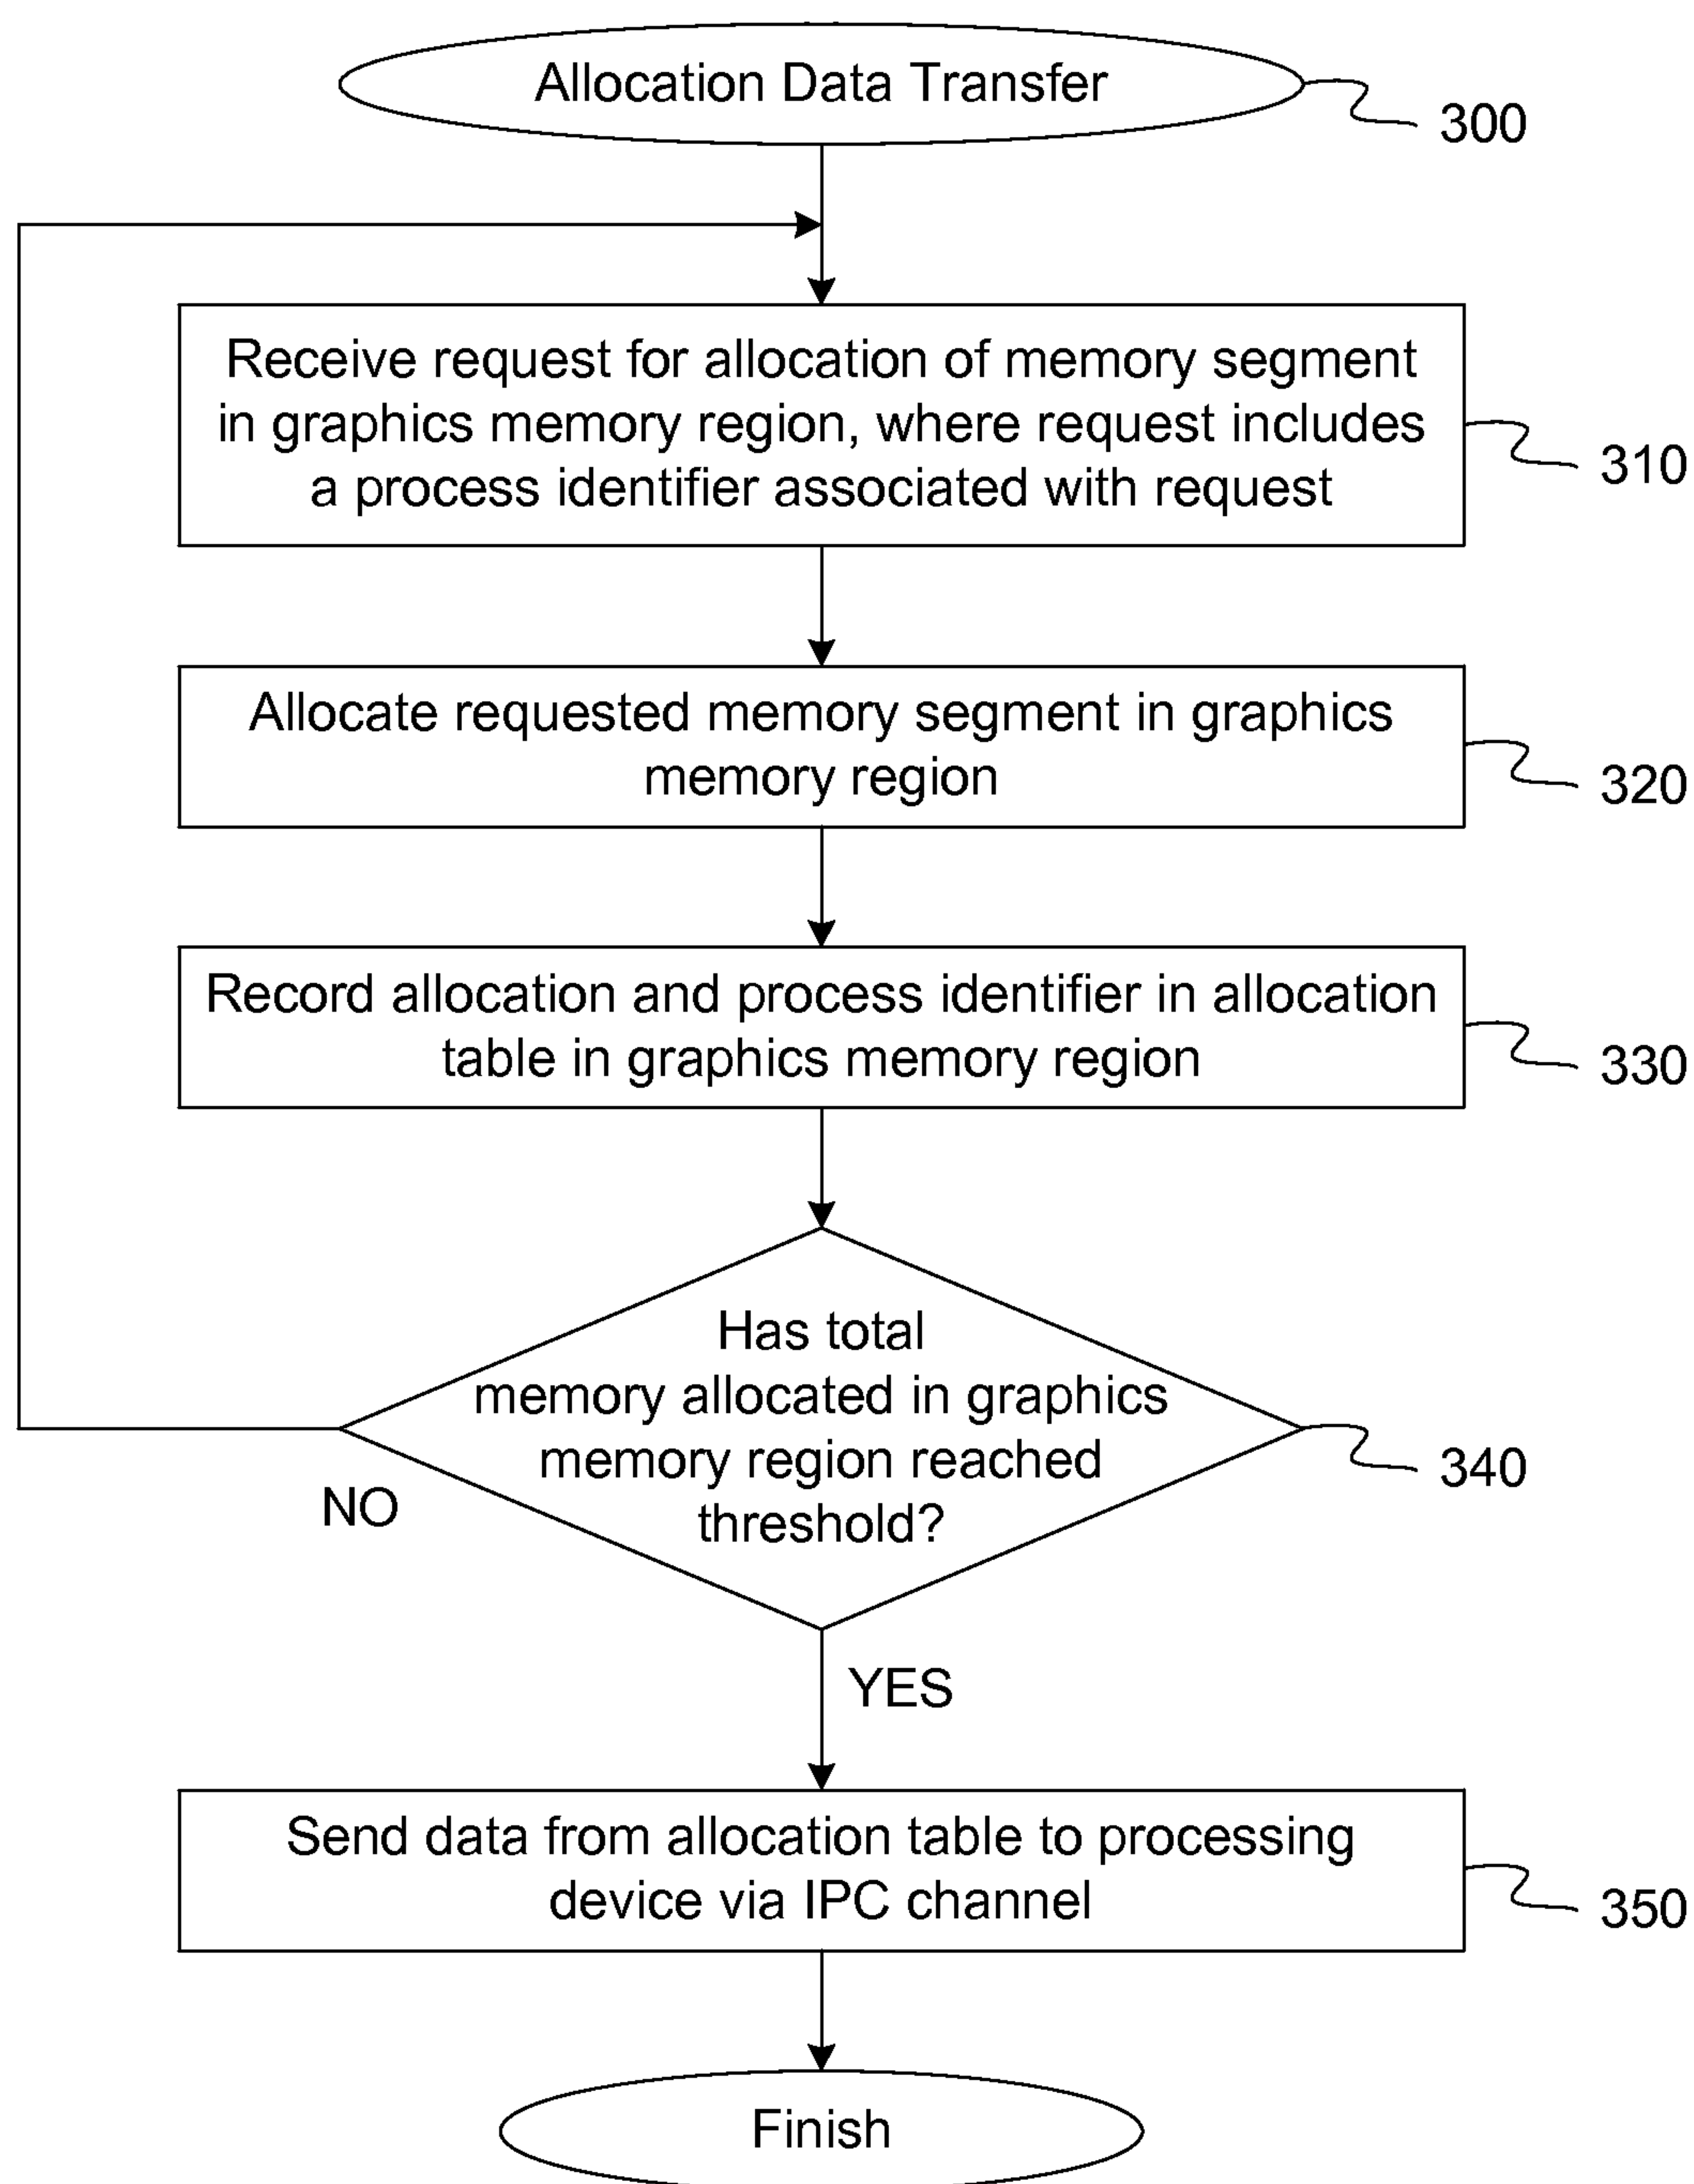 Allocation Data Transfer
300
Receive request for allocation of memory segment
in graphics memory region, where request includes
a process identifier associated with request
310
Allocate requested memory segment in graphics
memory region
320
Record allocation and process identifier in allocation
table in graphics memory region
330
Has total
memory allocated in graphics
memory region reached
threshold?
340
NO
YES
Send data from allocation table to processing
device via IPC channel
350
Finish